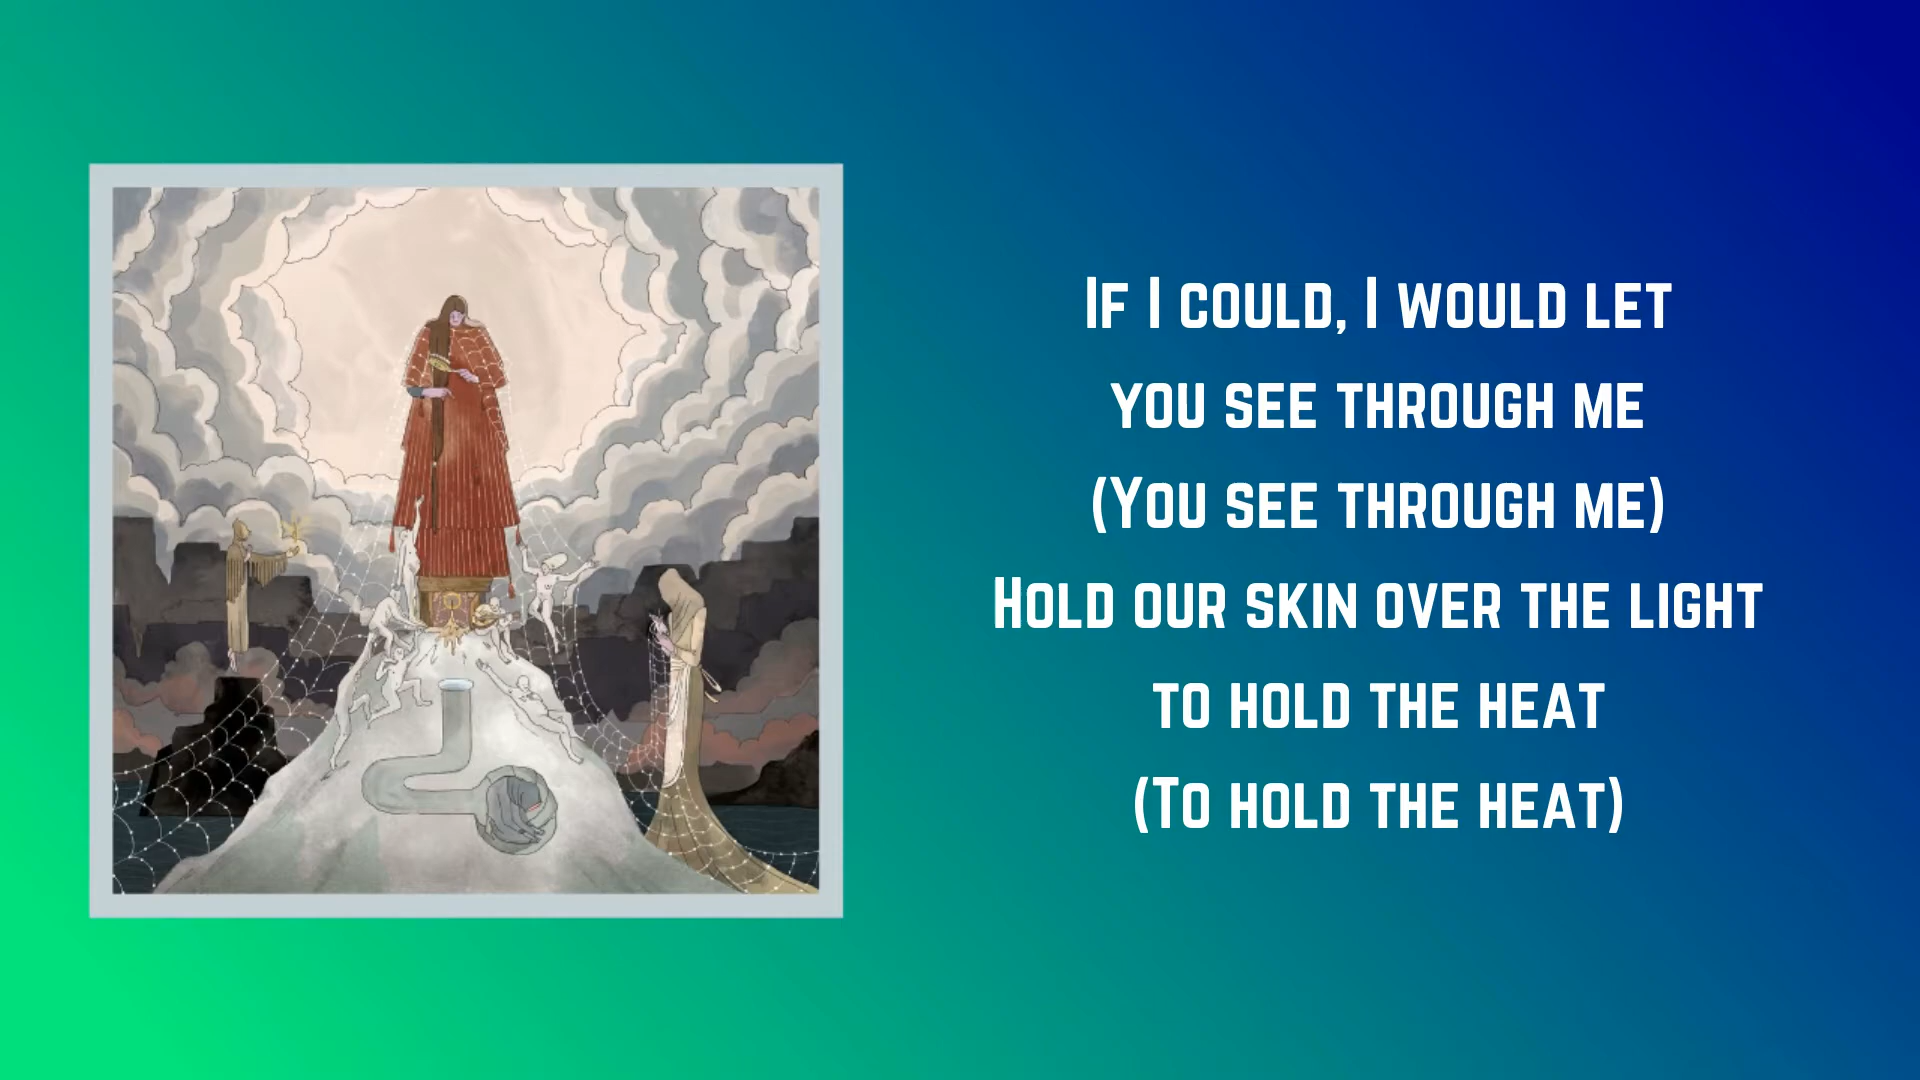 If I could, I would let
you see through me
(You see through me)
Hold our skin over the light
to hold the heat
(To hold the heat)